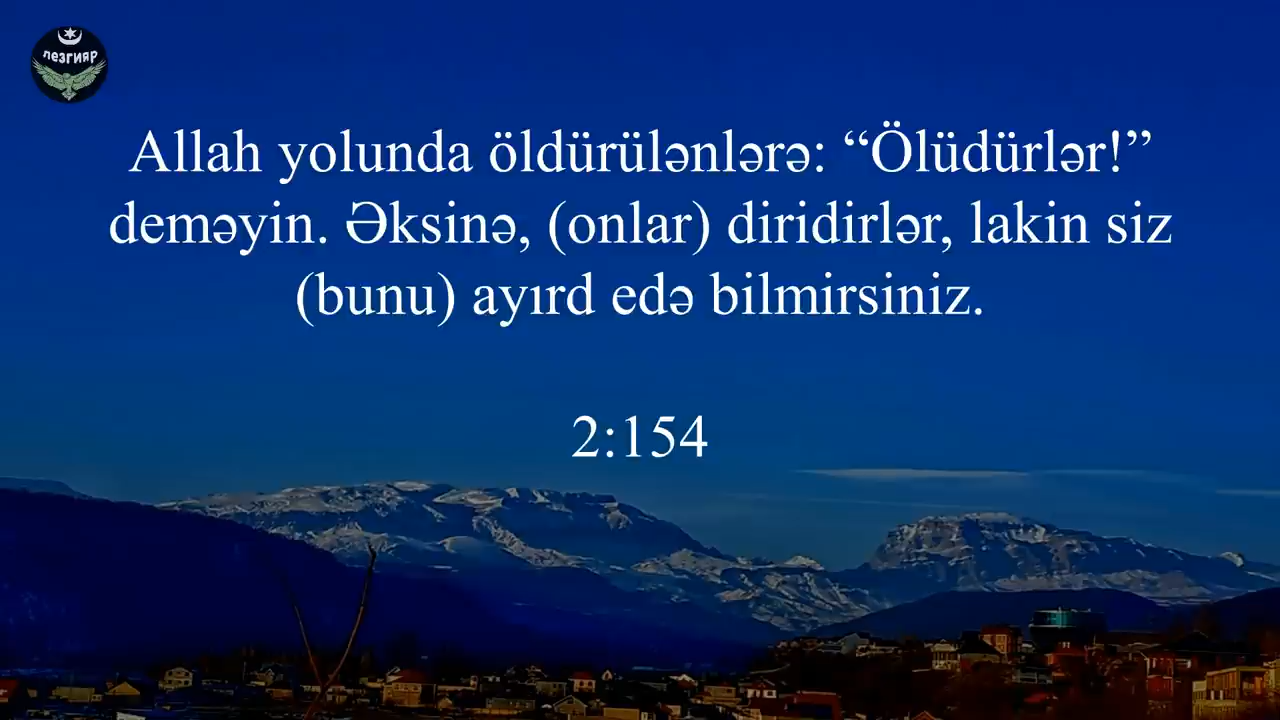 лезгияр
Allah yolunda öldürülənlərə: “Ölüdürlər!”
deməyin. Əksinə, (onlar) diridirlər, lakin siz
(bunu) ayırd edə bilmirsiniz.
2:154